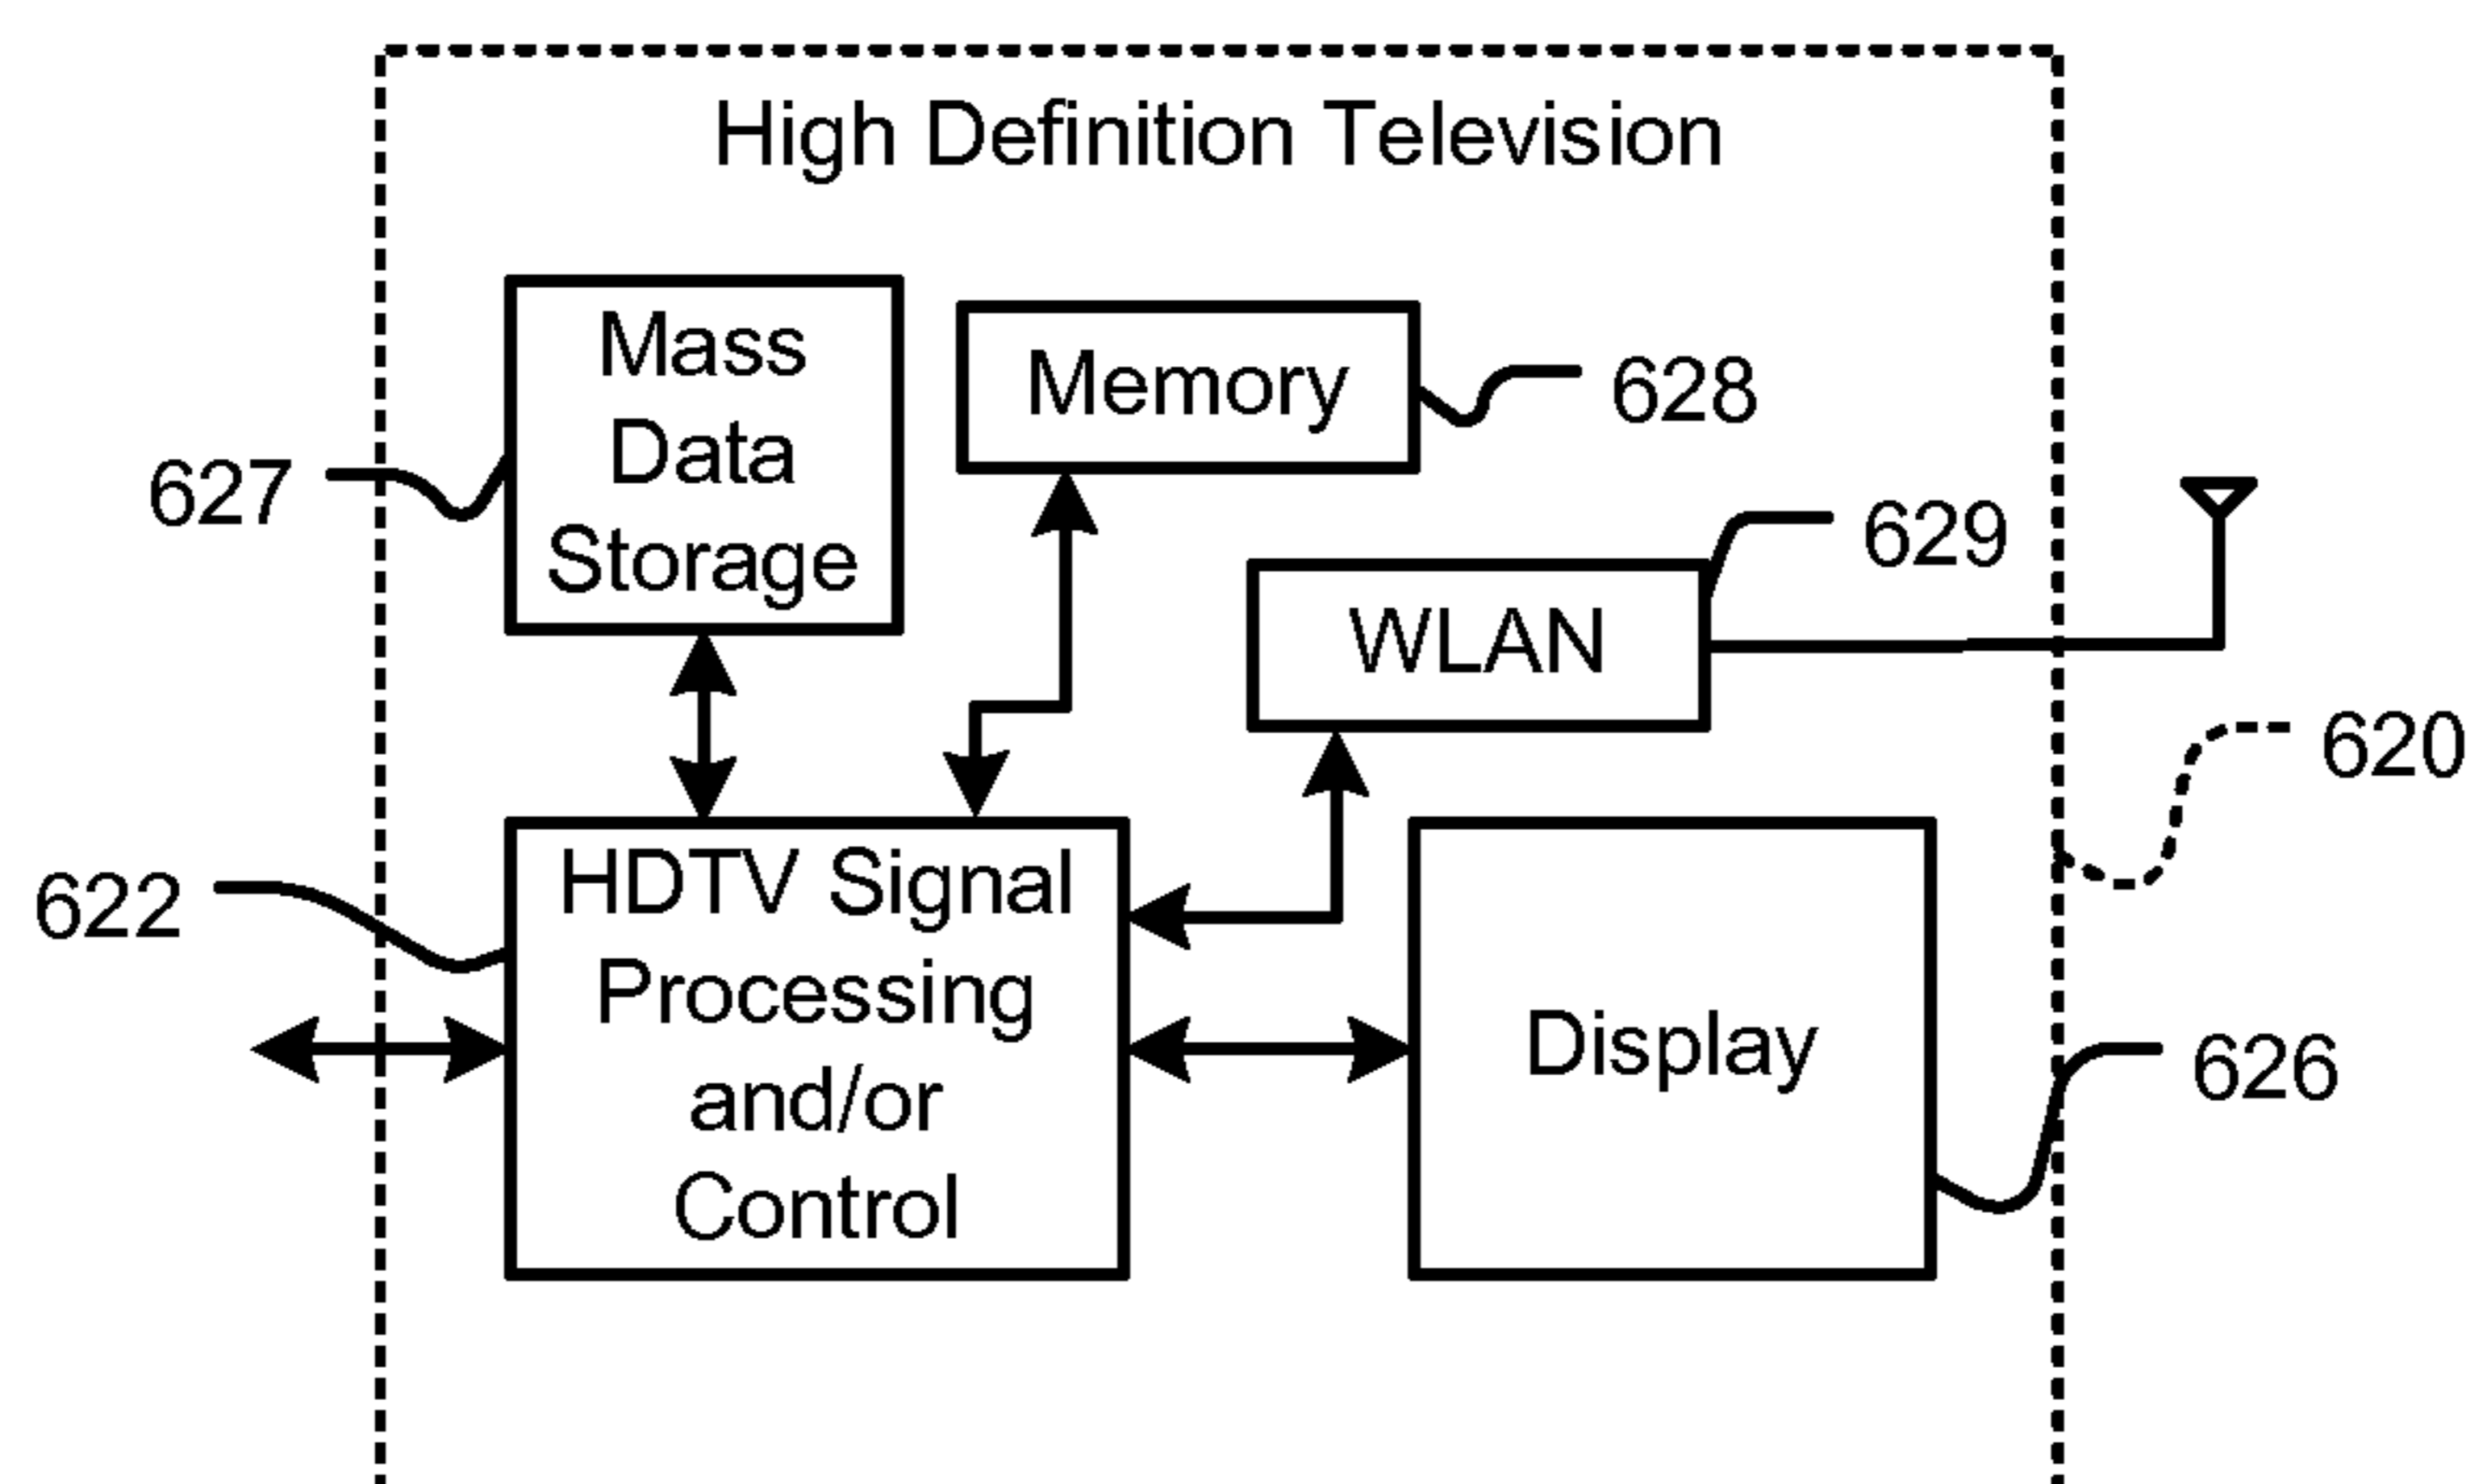 High Definition Television
Mass
Data
Storage
Memory
628
627
629
WLAN
620
622
HDTV Signal
Processing
and/or
Control
Display
626